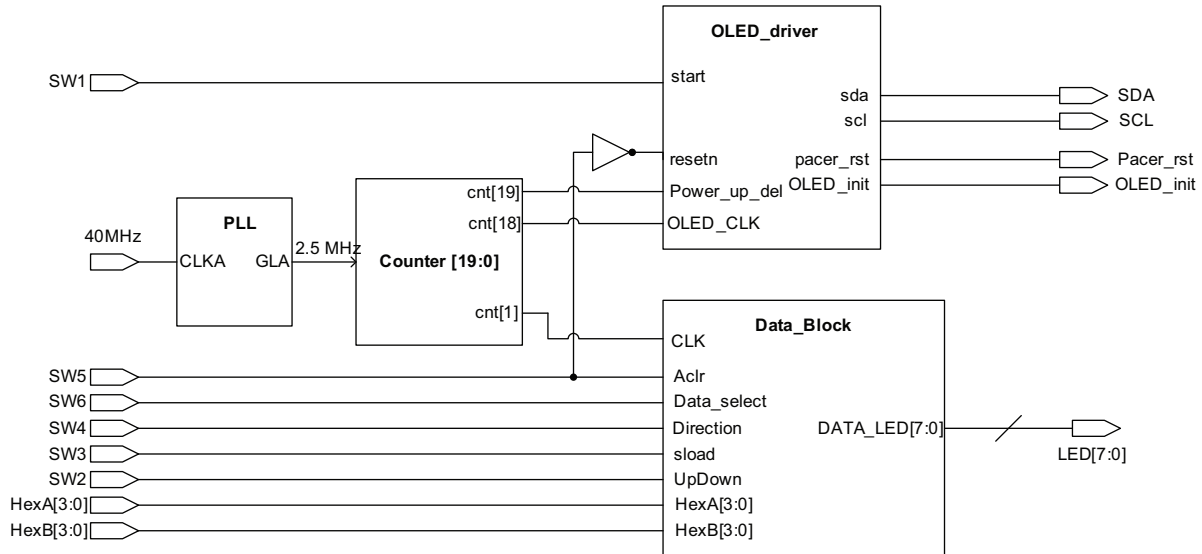 OLED_driver
SW1
start
sda
SDA
scl
SCL
resetn
pacer_rst
Pacer_rst
cnt[19]
Power_up_del
OLED_init
OLED_init
cnt[18]
OLED_CLK
PLL
40MHz
CLKA
GLA
2.5 MHz
Counter [19:0]
cnt[1]
Data_Block
CLK
SW5
Aclr
SW6
Data_select
SW4
Direction
DATA_LED[7:0]
SW3
sload
LED[7:0]
SW2
UpDown
HexA[3:0]
HexA[3:0]
HexB[3:0]
HexB[3:0]